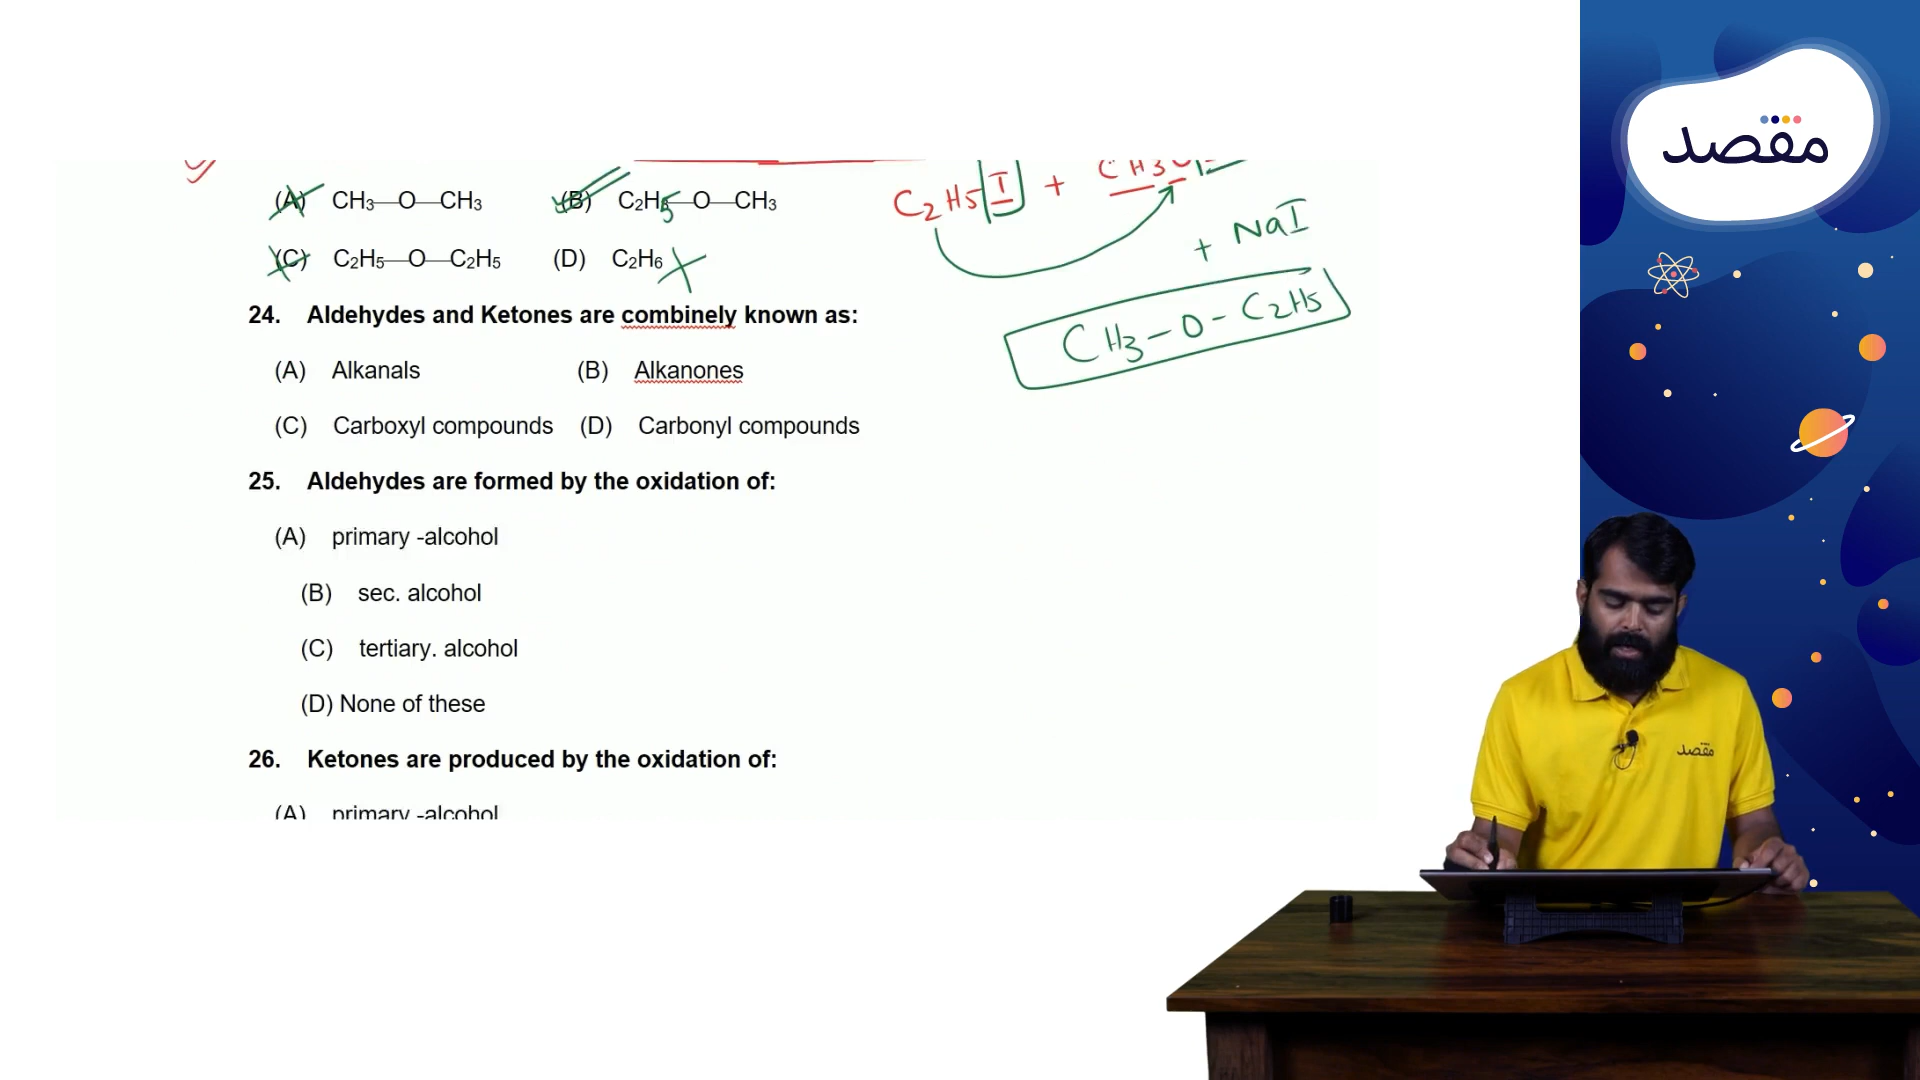 (A) CH3—O—CH3 (B) C2H5—O—CH3
C2H5 I + CH3O
(C) C2H5—O—C2H5 (D) C2H6
+ NaI
CH3-O-C2H5
24. Aldehydes and Ketones are combinely known as:
(A) Alkanals (B) Alkanones
(C) Carboxyl compounds (D) Carbonyl compounds
25. Aldehydes are formed by the oxidation of:
(A) primary -alcohol
(B) sec. alcohol
(C) tertiary. alcohol
(D) None of these
26. Ketones are produced by the oxidation of:
(A) primary -alcohol
مقصد
مقصد